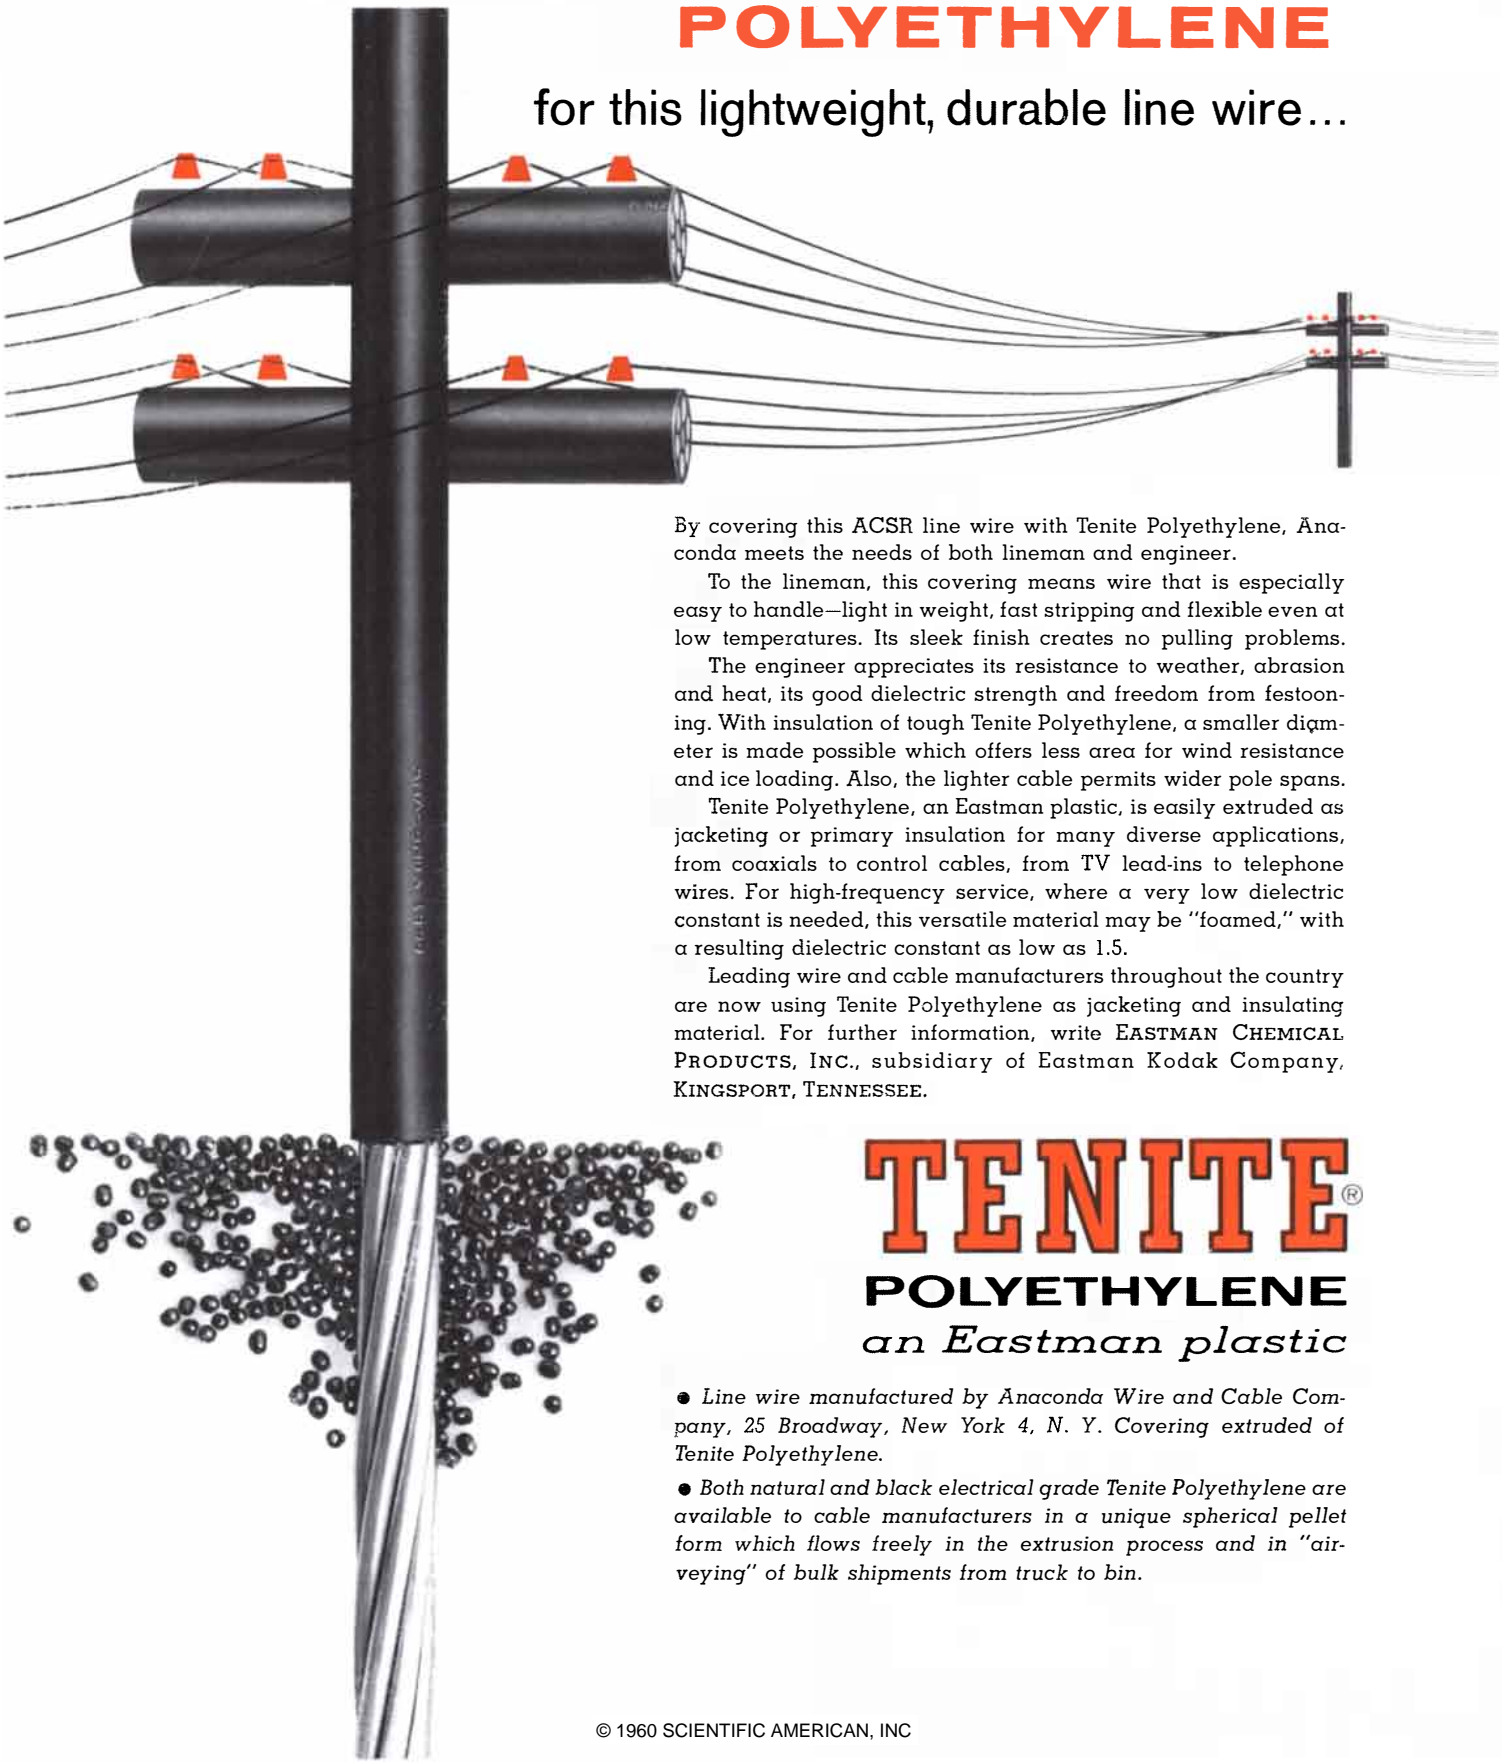 POLYETHYLENE
for this lightweight, durable line wire...
By covering this ACSR line wire with Tenite Polyethylene, Ana-
conda meets the needs of both lineman and engineer.
To the lineman, this covering means wire that is especially
easy to handle—light in weight, fast stripping and flexible even at
low temperatures. Its sleek finish creates no pulling problems.
The engineer appreciates its resistance to weather, abrasion
and heat, its good dielectric strength and freedom from festoon-
ing. With insulation of tough Tenite Polyethylene, a smaller diam-
eter is made possible which offers less area for wind resistance
and ice loading. Also, the lighter cable permits wider pole spans.
Tenite Polyethylene, an Eastman plastic, is easily extruded as
jacketing or primary insulation for many diverse applications,
from coaxials to control cables, from TV lead-ins to telephone
wires. For high-frequency service, where a very low dielectric
constant is needed, this versatile material may be "foamed," with
a resulting dielectric constant as low as 1.5.
Leading wire and cable manufacturers throughout the country
are now using Tenite Polyethylene as jacketing and insulating
material. For further information, write EASTMAN CHEMICAL
PRODUCTS, INC., subsidiary of Eastman Kodak Company,
KINGSPORT, TENNESSEE.
TENITE®
POLYETHYLENE
an Eastman plastic
● Line wire manufactured by Anaconda Wire and Cable Com-
pany, 25 Broadway, New York 4, N. Y. Covering extruded of
Tenite Polyethylene.
● Both natural and black electrical grade Tenite Polyethylene are
available to cable manufacturers in a unique spherical pellet
form which flows freely in the extrusion process and in "air-
veying" of bulk shipments from truck to bin.
© 1960 SCIENTIFIC AMERICAN, INC